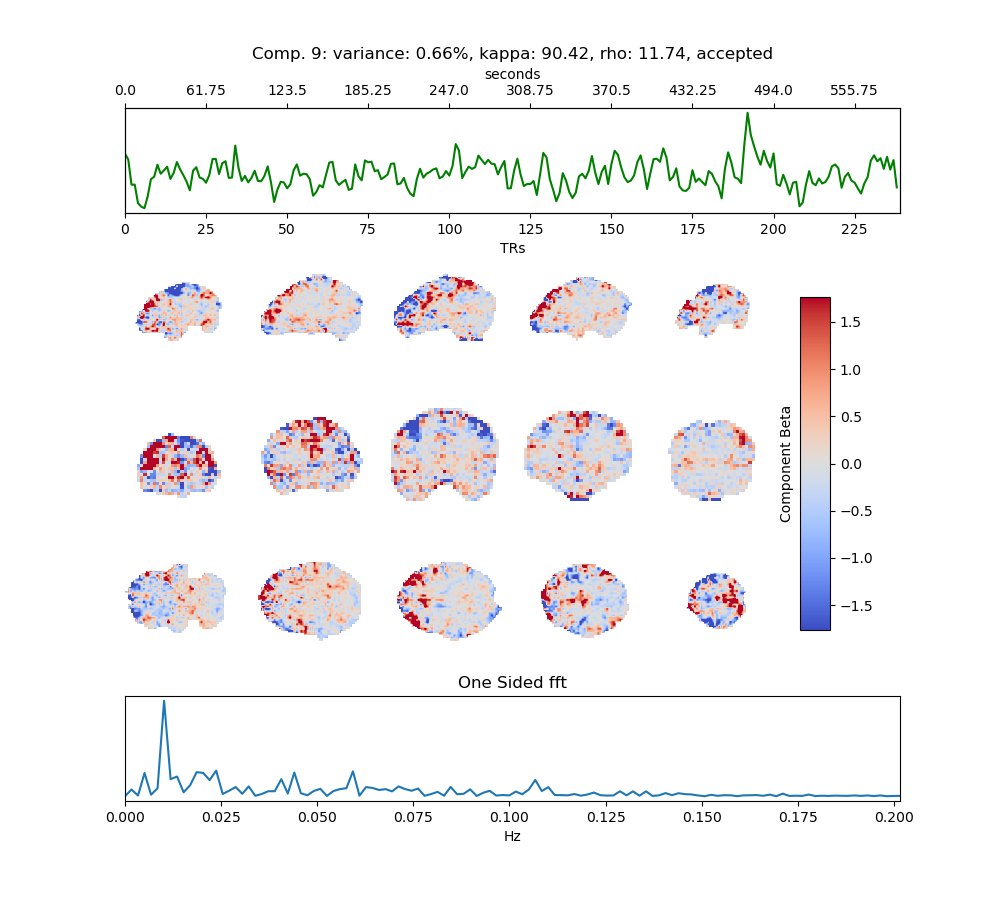 Comp. 9: variance: 0.66%, kappa: 90.42, rho: 11.74, accepted
seconds
0.0 61.75 123.5 185.25 247.0 308.75 370.5 432.25 494.0 555.75
0 25 50 75 100 125 150 175 200 225
TRs
1.5
1.0
0.5
0.0
−0.5
−1.0
−1.5
Component Beta
One Sided fft
0.000 0.025 0.050 0.075 0.100 0.125 0.150 0.175 0.200
Hz